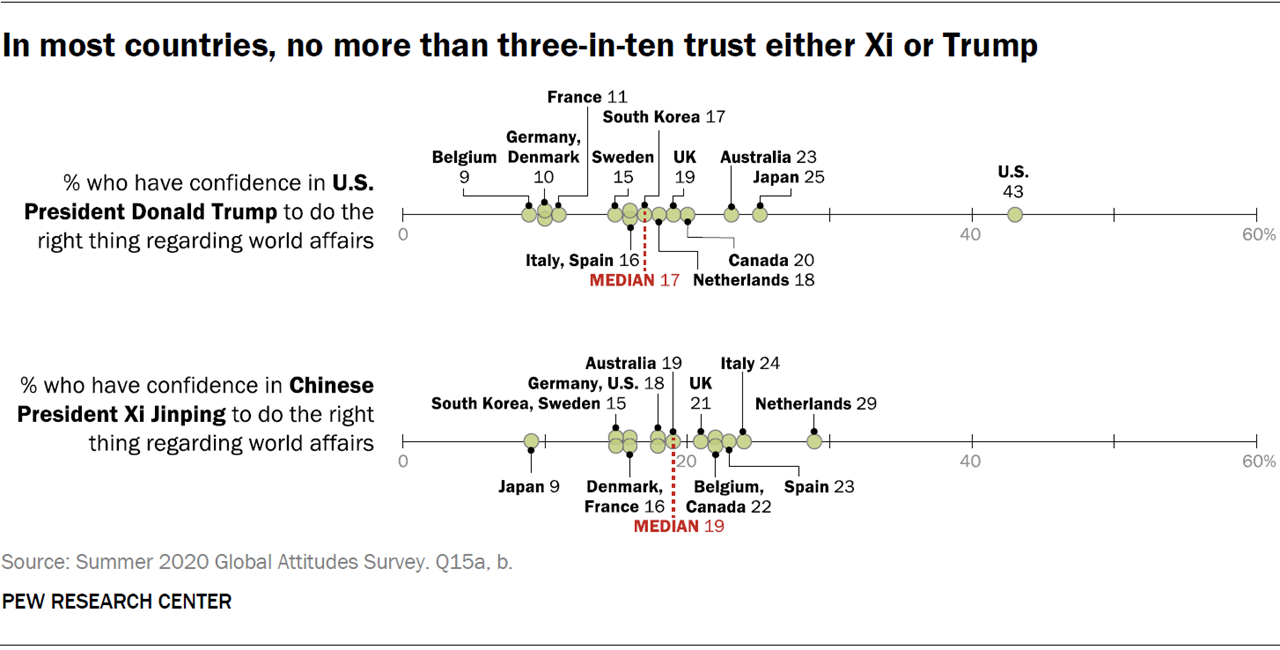 In most countries, no more than three-in-ten trust either Xi or Trump
% who have confidence in U.S.
President Donald Trump to do the
right thing regarding world affairs
France 11
South Korea 17
Germany,
Belgium Denmark Sweden UK Australia 23
9 10 15 19 Japan 25
U.S.
43
0 40 60%
Italy, Spain 16 Canada 20
MEDIAN 17 Netherlands 18
% who have confidence in Chinese
President Xi Jinping to do the right
thing regarding world affairs
Australia 19 Italy 24
Germany, U.S. 18 UK
South Korea, Sweden 15 21 Netherlands 29
0 20 40 60%
Japan 9 Denmark, Belgium, Spain 23
France 16 Canada 22
MEDIAN 19
Source: Summer 2020 Global Attitudes Survey. Q15a, b.
PEW RESEARCH CENTER